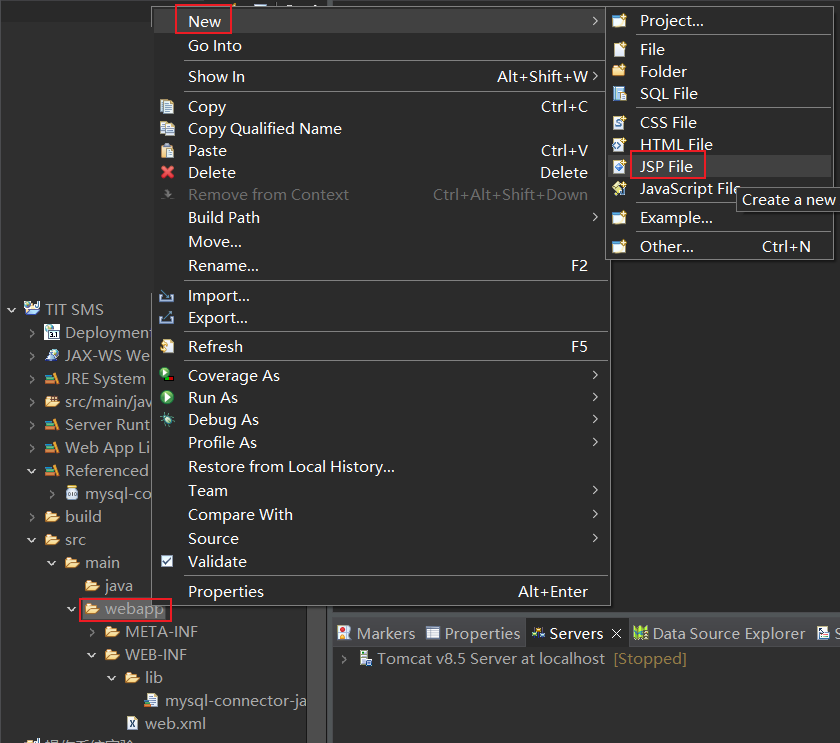 New
Go Into
Show In Alt+Shift+W
Copy Ctrl+C
Copy Qualified Name
Paste Ctrl+V
Delete Delete
Remove from Context Ctrl+Alt+Shift+Down
Build Path
Move...
Rename... F2
Import...
Export...
Refresh F5
Coverage As
Run As
Debug As
Profile As
Restore from Local History...
Team
Compare With
Source
Validate
Properties Alt+Enter
Project...
File
Folder
SQL File
CSS File
HTML File
JSP File
JavaScript File
Create a new
Example...
Other... Ctrl+N
TIT SMS
Deployment
JAX-WS We
JRE System
src/main/jav
Server Runt
Web App Li
Referenced
mysql-co
build
src
main
java
webapp
META-INF
WEB-INF
lib
mysql-connector-ja
web.xml
Markers Properties Servers Data Source Explorer S
Tomcat v8.5 Server at localhost [Stopped]